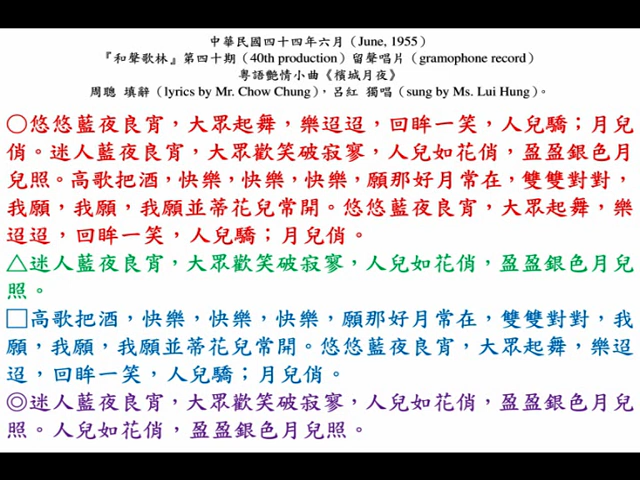 中華民國四十四年六月（June, 1955）
『和聲歌林』第四十期（40th production）留聲唱片（gramophone record）
粵語艷情小曲《檳城月夜》
周聰 填辭（lyrics by Mr. Chow Chung），呂紅 獨唱（sung by Ms. Lui Hung）。
○悠悠藍夜良宵，大眾起舞，樂迢迢，回眸一笑，人兒驕；月兒
俏。迷人藍夜良宵，大眾歡笑破寂寥，人兒如花俏，盈盈銀色月
兒照。高歌把酒，快樂，快樂，快樂，願那好月常在，雙雙對對，
我願，我願，我願並蒂花兒常開。悠悠藍夜良宵，大眾起舞，樂
迢迢，回眸一笑，人兒驕；月兒俏。
△迷人藍夜良宵，大眾歡笑破寂寥，人兒如花俏，盈盈銀色月兒
照。
□高歌把酒，快樂，快樂，快樂，願那好月常在，雙雙對對，我
願，我願，我願並蒂花兒常開。悠悠藍夜良宵，大眾起舞，樂迢
迢，回眸一笑，人兒驕；月兒俏。
◎迷人藍夜良宵，大眾歡笑破寂寥，人兒如花俏，盈盈銀色月兒
照。人兒如花俏，盈盈銀色月兒照。